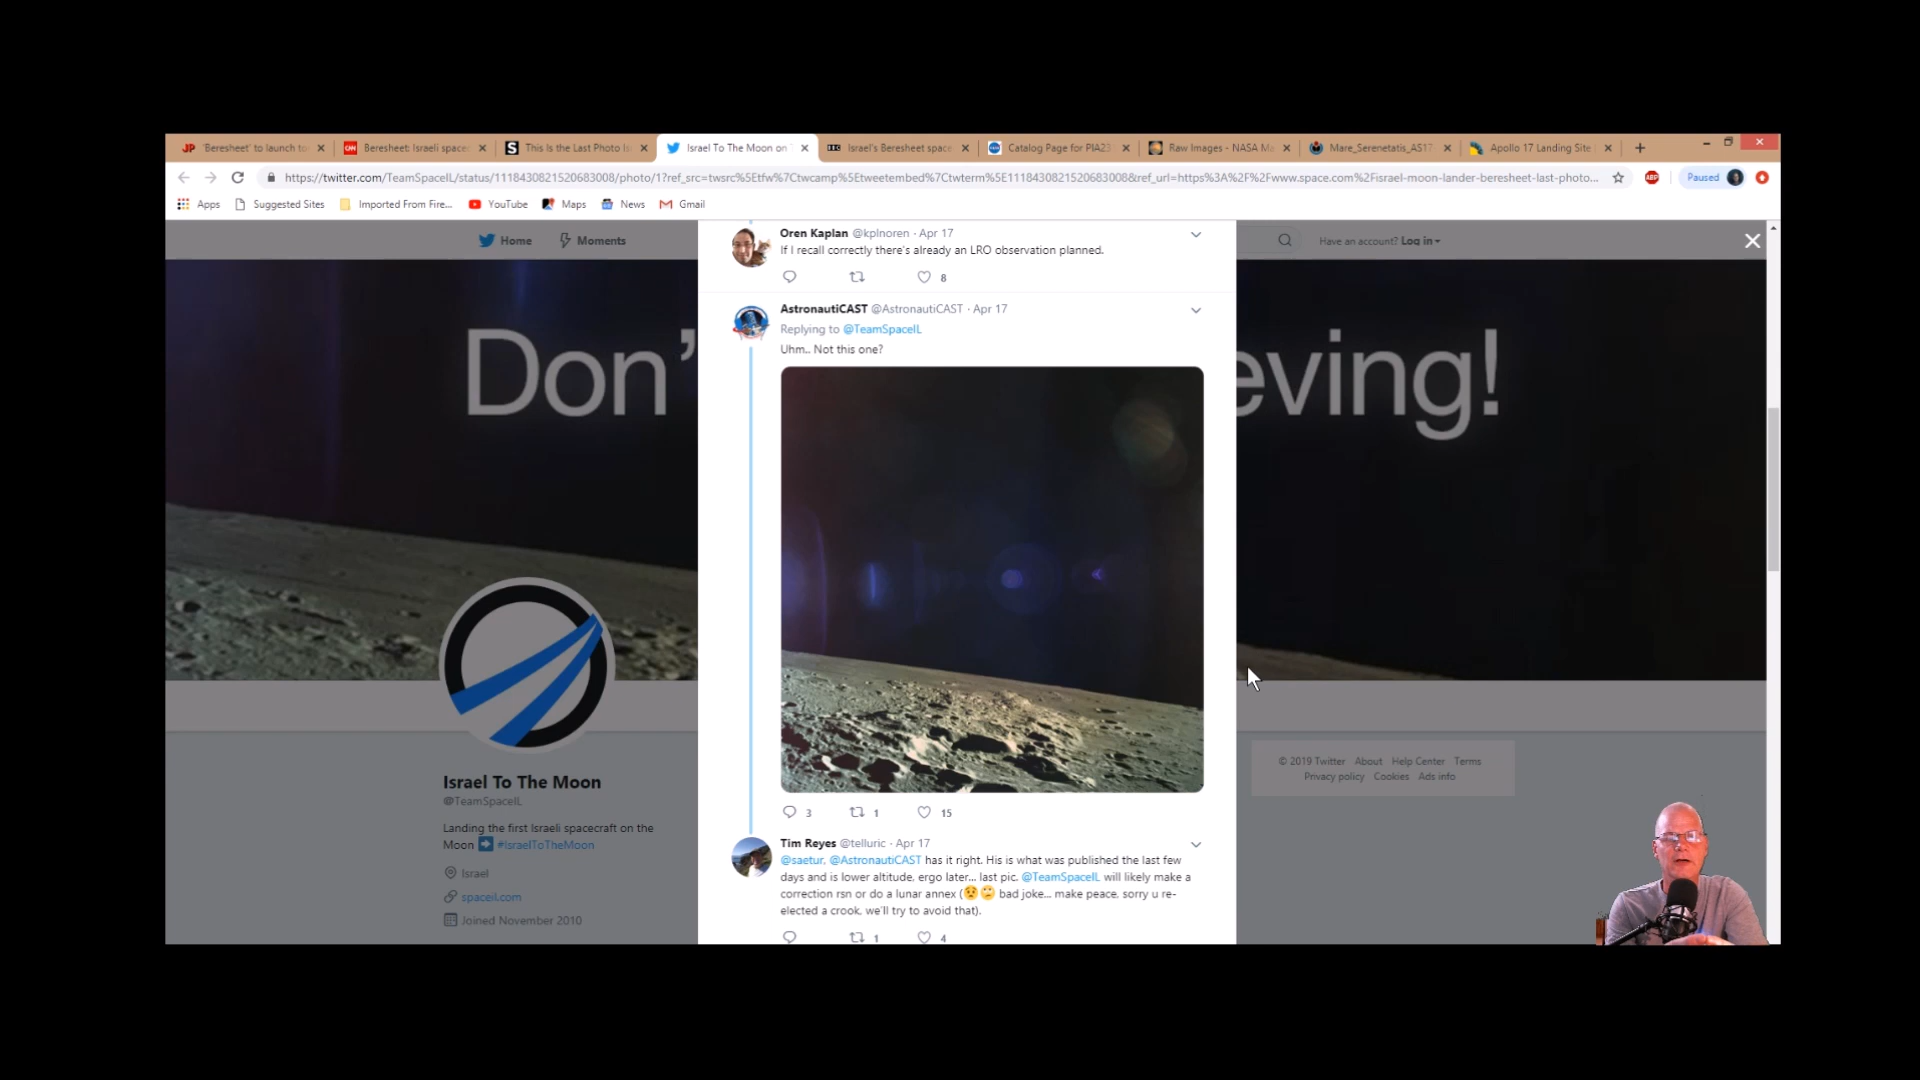 'Beresheet' to launch to
Beresheet: Israeli space
This Is the Last Photo Is
Israel To The Moon on
Israel's Beresheet space
Catalog Page for PIA23
Raw Images - NASA M
Mare_Serenetatis_AS17
Apollo 17 Landing Site
https://twitter.com/TeamSpaceIL/status/1118430821520683008/photo/1?ref_src=twsrc%5Etfw%7Ctwcamp%5Etweetembed%7Ctwterm%5E1118430821520683008&ref_url=https%3A%2F%2Fwww.space.com%2Fisrael-moon-lander-beresheet-last-photo...
ABP
Paused
Apps
Suggested Sites
Imported From Fire...
YouTube
Maps
News
Gmail
Home
Moments
Have an account? Log in
Don'
eving!
Oren Kaplan @kplnoren · Apr 17
If I recall correctly there's already an LRO observation planned.
8
AstronautiCAST @AstronautiCAST · Apr 17
Replying to @TeamSpaceIL
Uhm.. Not this one?
3 1 15
Tim Reyes @telluric · Apr 17
@saetur, @AstronautiCAST has it right. His is what was published the last few
days and is lower altitude, ergo later... last pic. @TeamSpaceIL will likely make a
correction rsn or do a lunar annex (😟🙄 bad joke... make peace, sorry u re-
elected a crook, we'll try to avoid that).
1 4
Israel To The Moon
@TeamSpaceIL
Landing the first Israeli spacecraft on the
Moon ➡ #IsraelToTheMoon
Israel
spaceil.com
Joined November 2010
© 2019 Twitter About Help Center Terms
Privacy policy Cookies Ads info